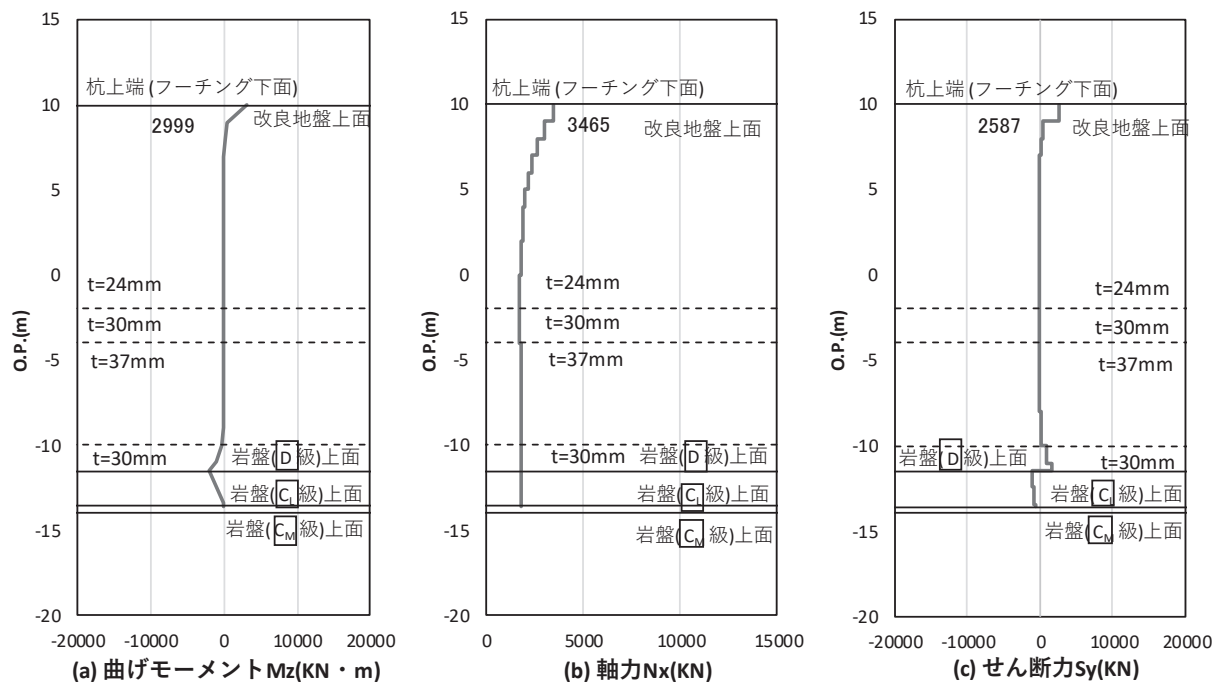 15
杭上端 (フーチング下面)
10
2999
改良地盤上面
5
0
t=24mm
t=30mm
t=37mm
-5
-10
t=30mm
岩盤(D級)上面
岩盤(CL級)上面
岩盤(CM級)上面
-15
-20
O.P.(m)
-20000 -10000 0 10000 20000
(a) 曲げモーメントMz(KN・m)
15
杭上端 (フーチング下面)
10
3465
改良地盤上面
5
0
t=24mm
t=30mm
t=37mm
-5
-10
t=30mm
岩盤(D級)上面
岩盤(CL級)上面
岩盤(CM級)上面
-15
-20
O.P.(m)
0 5000 10000 15000
(b) 軸力Nx(KN)
15
杭上端 (フーチング下面)
10
2587
改良地盤上面
5
0
t=24mm
t=30mm
t=37mm
-5
-10
岩盤(D級)上面
t=30mm
岩盤(CL級)上面
岩盤(CM級)上面
-15
-20
O.P.(m)
-20000 -10000 0 10000 20000
(c) せん断力Sy(KN)